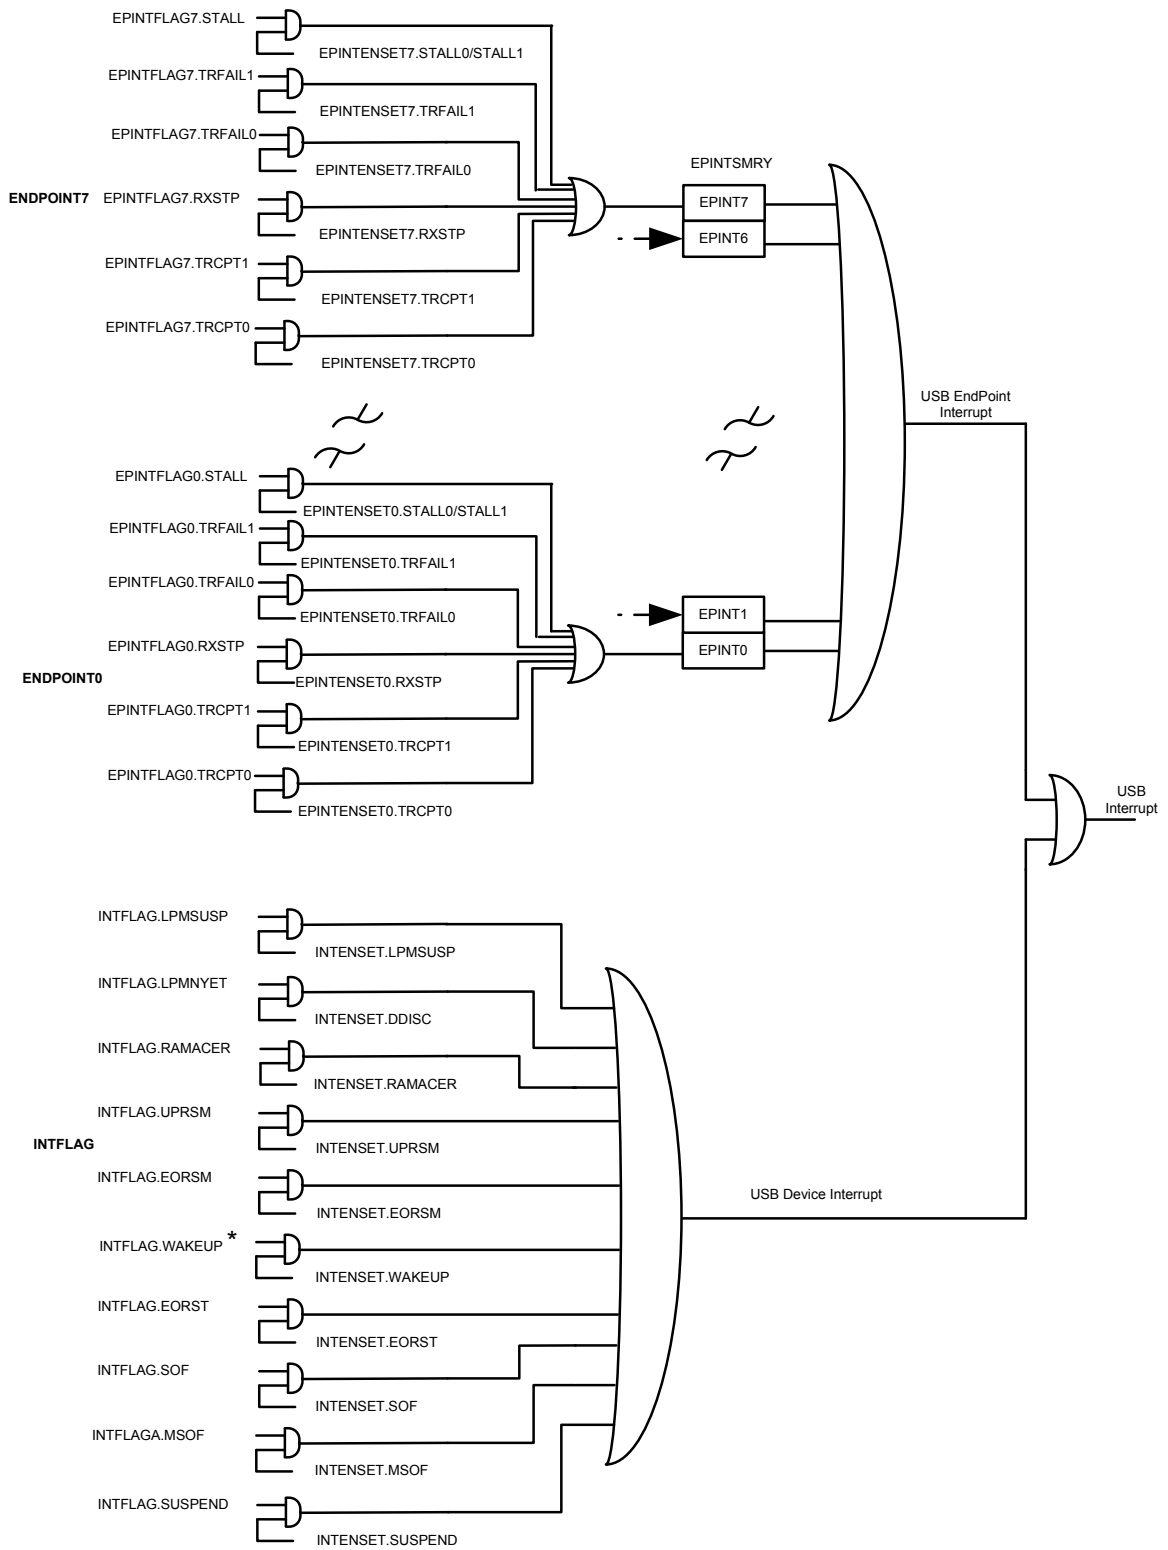 EPINTFLAG7.STALL
EPINTENSET7.STALL0/STALL1
EPINTFLAG7.TRFAIL1
EPINTENSET7.TRFAIL1
EPINTFLAG7.TRFAIL0
EPINTENSET7.TRFAIL0
ENDPOINT7
EPINTFLAG7.RXSTP
EPINTENSET7.RXSTP
EPINTFLAG7.TRCPT1
EPINTENSET7.TRCPT1
EPINTFLAG7.TRCPT0
EPINTENSET7.TRCPT0
EPINTSMRY
EPINT7
EPINT6
USB EndPoint
Interrupt
EPINTFLAG0.STALL
EPINTENSET0.STALL0/STALL1
EPINTFLAG0.TRFAIL1
EPINTENSET0.TRFAIL1
EPINTFLAG0.TRFAIL0
EPINTENSET0.TRFAIL0
EPINTFLAG0.RXSTP
ENDPOINT0
EPINTENSET0.RXSTP
EPINTFLAG0.TRCPT1
EPINTENSET0.TRCPT1
EPINTFLAG0.TRCPT0
EPINTENSET0.TRCPT0
EPINT1
EPINT0
USB
Interrupt
INTFLAG.LPMSUSP
INTENSET.LPMSUSP
INTFLAG.LPMNYET
INTENSET.DDISC
INTFLAG.RAMACER
INTENSET.RAMACER
INTFLAG.UPRSM
INTFLAG
INTENSET.UPRSM
INTFLAG.EORSM
INTENSET.EORSM
INTFLAG.WAKEUP *
INTENSET.WAKEUP
INTFLAG.EORST
INTENSET.EORST
INTFLAG.SOF
INTENSET.SOF
INTFLAGA.MSOF
INTENSET.MSOF
INTFLAG.SUSPEND
INTENSET.SUSPEND
USB Device Interrupt